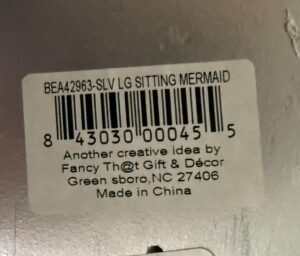 BEA42963-SLV LG SITTING MERMAID
8 43030 00045 5
Another creative idea by
Fancy Th@t Gift & Décor
Green sboro,NC 27406
Made in China